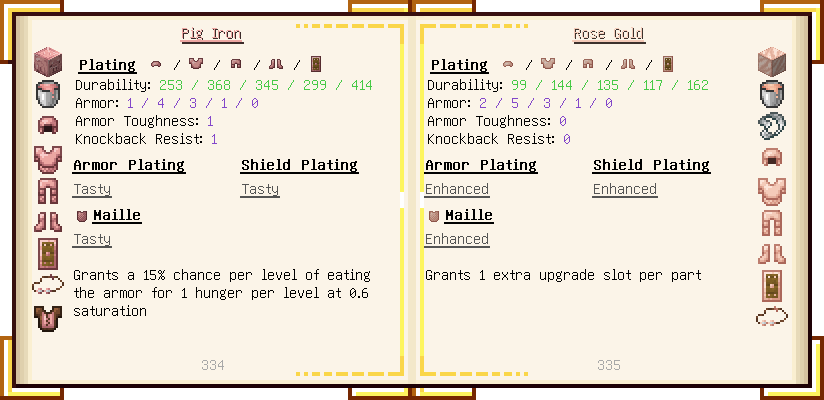 Pig Iron
Plating / / / /
Durability: 253 / 368 / 345 / 299 / 414
Armor: 1 / 4 / 3 / 1 / 0
Armor Toughness: 1
Knockback Resist: 1
Armor Plating Shield Plating
Tasty Tasty
Maille
Tasty
Grants a 15% chance per level of eating
the armor for 1 hunger per level at 0.6
saturation
334
Rose Gold
Plating / / / /
Durability: 99 / 144 / 135 / 117 / 162
Armor: 2 / 5 / 3 / 1 / 0
Armor Toughness: 0
Knockback Resist: 0
Armor Plating Shield Plating
Enhanced Enhanced
Maille
Enhanced
Grants 1 extra upgrade slot per part
335